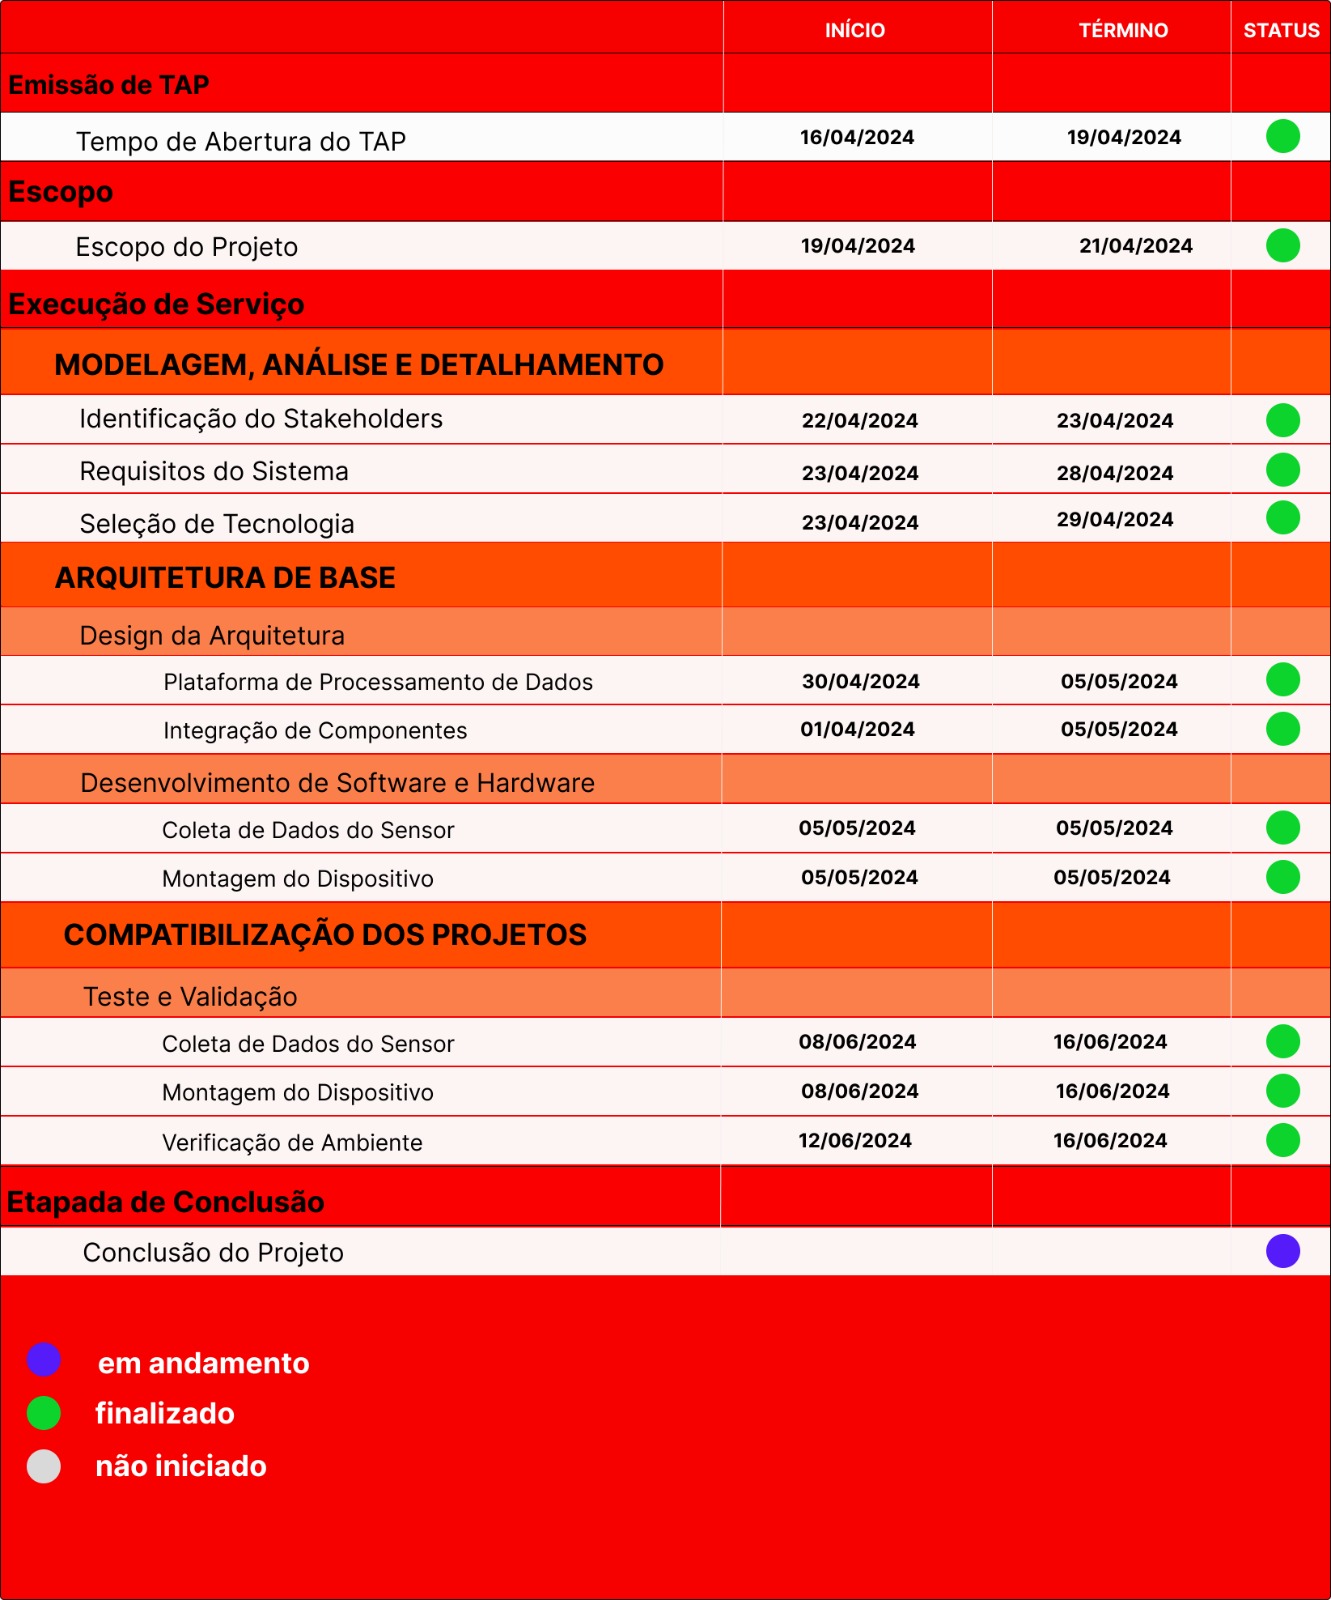 INÍCIO TÉRMINO STATUS
Emissão de TAP
Tempo de Abertura do TAP 16/04/2024 19/04/2024
Escopo
Escopo do Projeto 19/04/2024 21/04/2024
Execução de Serviço
MODELAGEM, ANÁLISE E DETALHAMENTO
Identificação do Stakeholders 22/04/2024 23/04/2024
Requisitos do Sistema 23/04/2024 28/04/2024
Seleção de Tecnologia 23/04/2024 29/04/2024
ARQUITETURA DE BASE
Design da Arquitetura
Plataforma de Processamento de Dados 30/04/2024 05/05/2024
Integração de Componentes 01/04/2024 05/05/2024
Desenvolvimento de Software e Hardware
Coleta de Dados do Sensor 05/05/2024 05/05/2024
Montagem do Dispositivo 05/05/2024 05/05/2024
COMPATIBILIZAÇÃO DOS PROJETOS
Teste e Validação
Coleta de Dados do Sensor 08/06/2024 16/06/2024
Montagem do Dispositivo 08/06/2024 16/06/2024
Verificação de Ambiente 12/06/2024 16/06/2024
Etapada de Conclusão
Conclusão do Projeto
em andamento
finalizado
não iniciado